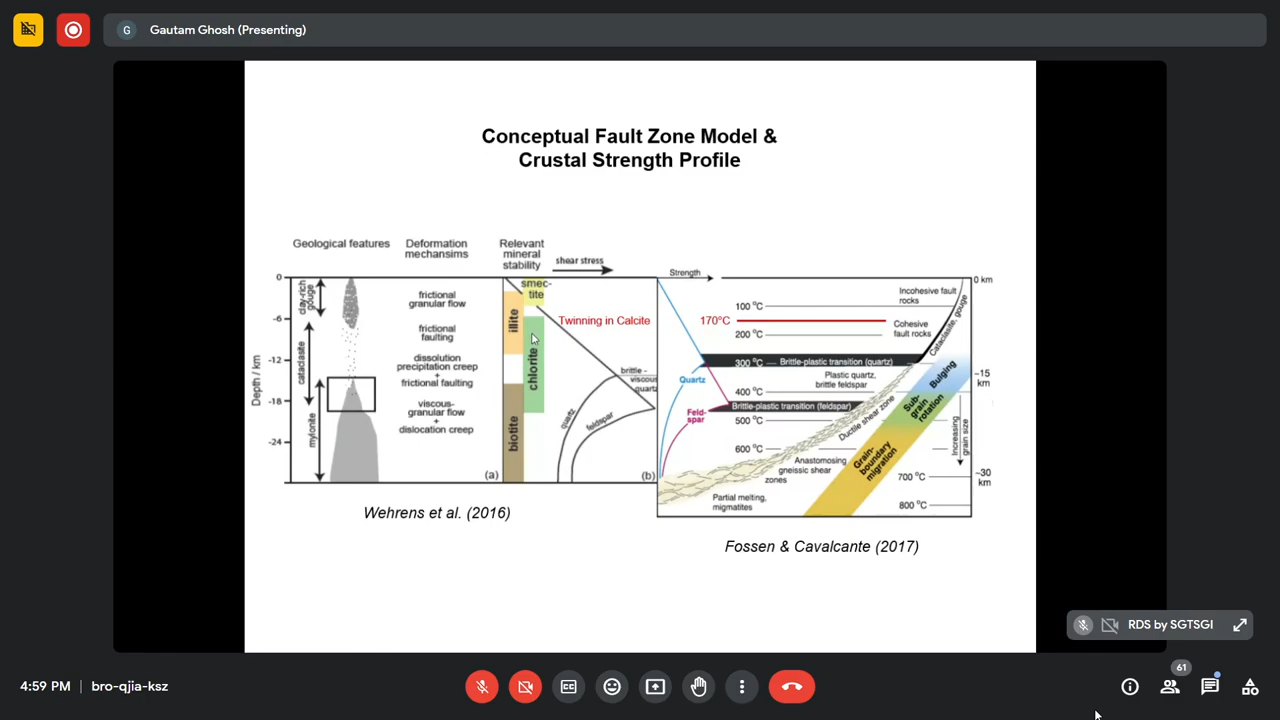 G Gautam Ghosh (Presenting)
Conceptual Fault Zone Model &
Crustal Strength Profile
Geological features
Deformation
mechansims
Relevant
mineral
stability
shear stress
0
-6
-12
-18
-24
Depth / km
clay-rich
gouge
cataclasite
mylonite
frictional
granular flow
frictional
faulting
dissolution
precipitation creep
+
frictional faulting
viscous-
granular flow
+
dislocation creep
(a)
smec-
tite
illite
chlorite
biotite
Twinning in Calcite
brittle -
viscous
quartz
quartz
feldspar
(b)
Wehrens et al. (2016)
Strength
0 km
100 °C
Incohesive fault
rocks
170°C
200 °C
Cohesive
fault rocks
Cataclasite, gouge
300 °C Brittle-plastic transition (quartz)
Quartz
Plastic quartz,
brittle feldspar
400 °C
Bulging
~15
km
Feld-
spar
Brittle-plastic transition (feldspar)
500 °C
Ductile shear zone
Sub-
grain
rotation
600 °C
Anastomosing
gneissic shear
zones
Grain-
boundary
migration
Increasing
grain size
700 °C
~30
km
Partial melting,
migmatites
800 °C
Fossen & Cavalcante (2017)
RDS by SGTSGI
61
4:59 PM | bro-qjia-ksz